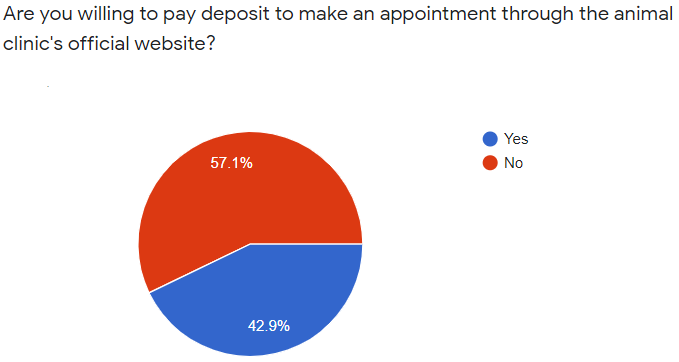 Are you willing to pay deposit to make an appointment through the animal
clinic's official website?
Yes
No
57.1%
42.9%